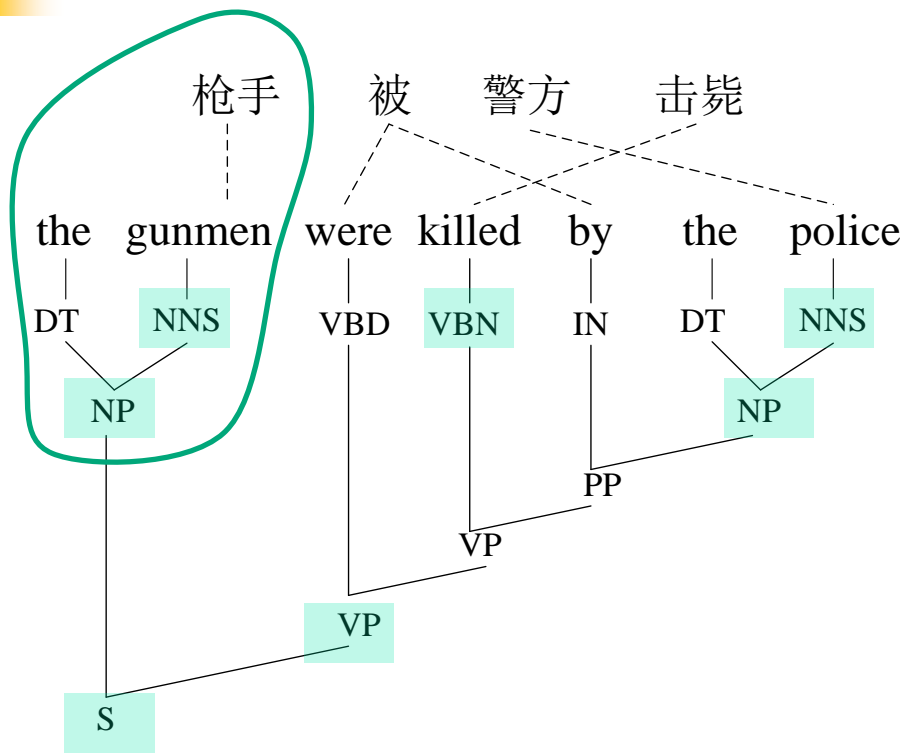 枪手 被 警方 击毙
the gunmen were killed by the police
DT NNS VBD VBN IN DT NNS
NP NP
PP
VP
VP
S